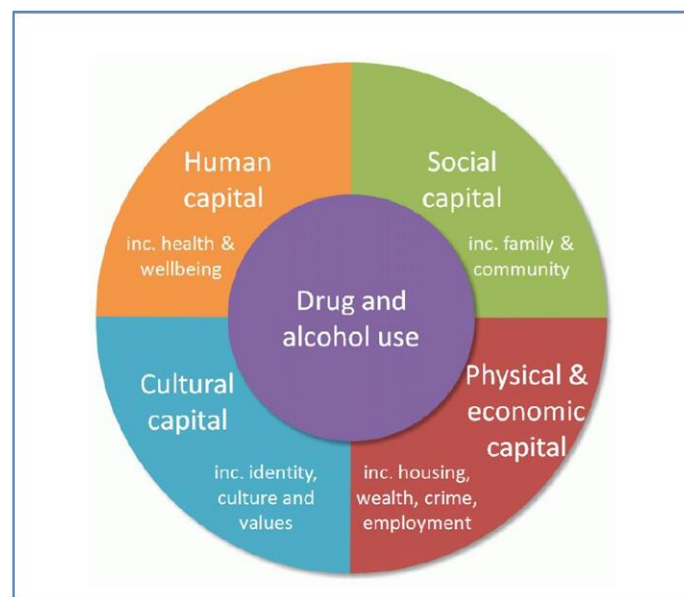 Human
capital
inc. health &
wellbeing
Social
capital
inc. family &
community
Drug and
alcohol use
Cultural
capital
inc. identity,
culture and
values
Physical &
economic
capital
inc. housing,
wealth, crime,
employment